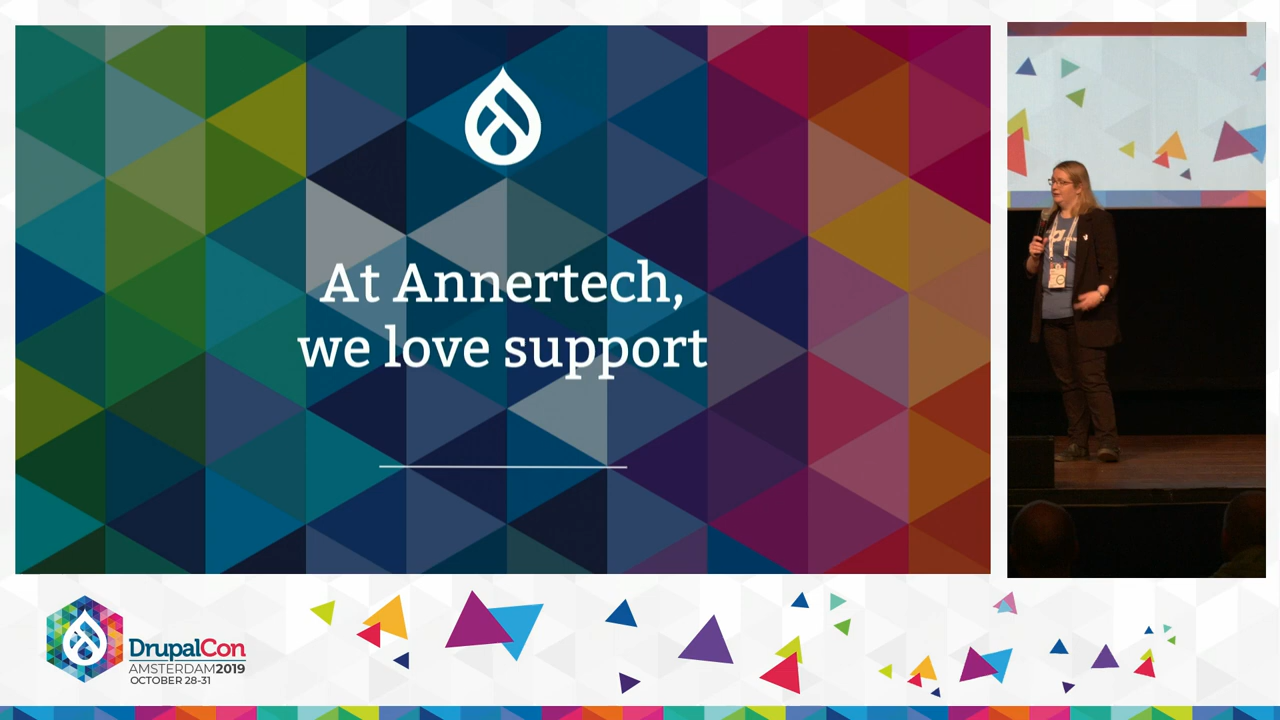 At Annertech,
we love support
DrupalCon
AMSTERDAM2019
OCTOBER 28-31